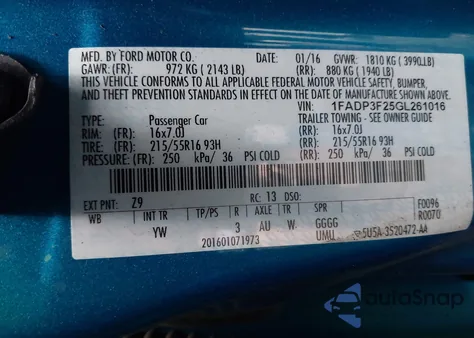 MFD. BY FORD MOTOR CO. DATE: 01/16 GVWR: 1810 KG (3990LB)
GAWR: (FR): 972 KG (2143 LB) (RR): 880 KG (1940 LB)
THIS VEHICLE CONFORMS TO ALL APPLICABLE FEDERAL MOTOR VEHICLE SAFETY, BUMPER,
AND THEFT PREVENTION STANDARDS IN EFFECT ON THE
DATE OF MANUFACTURE SHOWN ABOVE. VIN: 1FADP3F25GL261016
TYPE: Passenger Car TRAILER TOWING - SEE OWNER GUIDE
RIM: (FR) 16x7.0J (RR) 16x7.0J
TIRE: (FR) 215/55R16 93H (RR) 215/55R16 93H
PRESSURE: (FR) 250 kPa/ 36 PSI COLD (RR) 250 kPa/ 36 PSI COLD
EXT PNT: Z9 RC: 13 DSO: F0096
WB INT TR TP/PS R AXLE TR SPR R0070
YW 3 AU W GGGG
201601071973 UMU 5U5A-3520472-AA
autoSnap